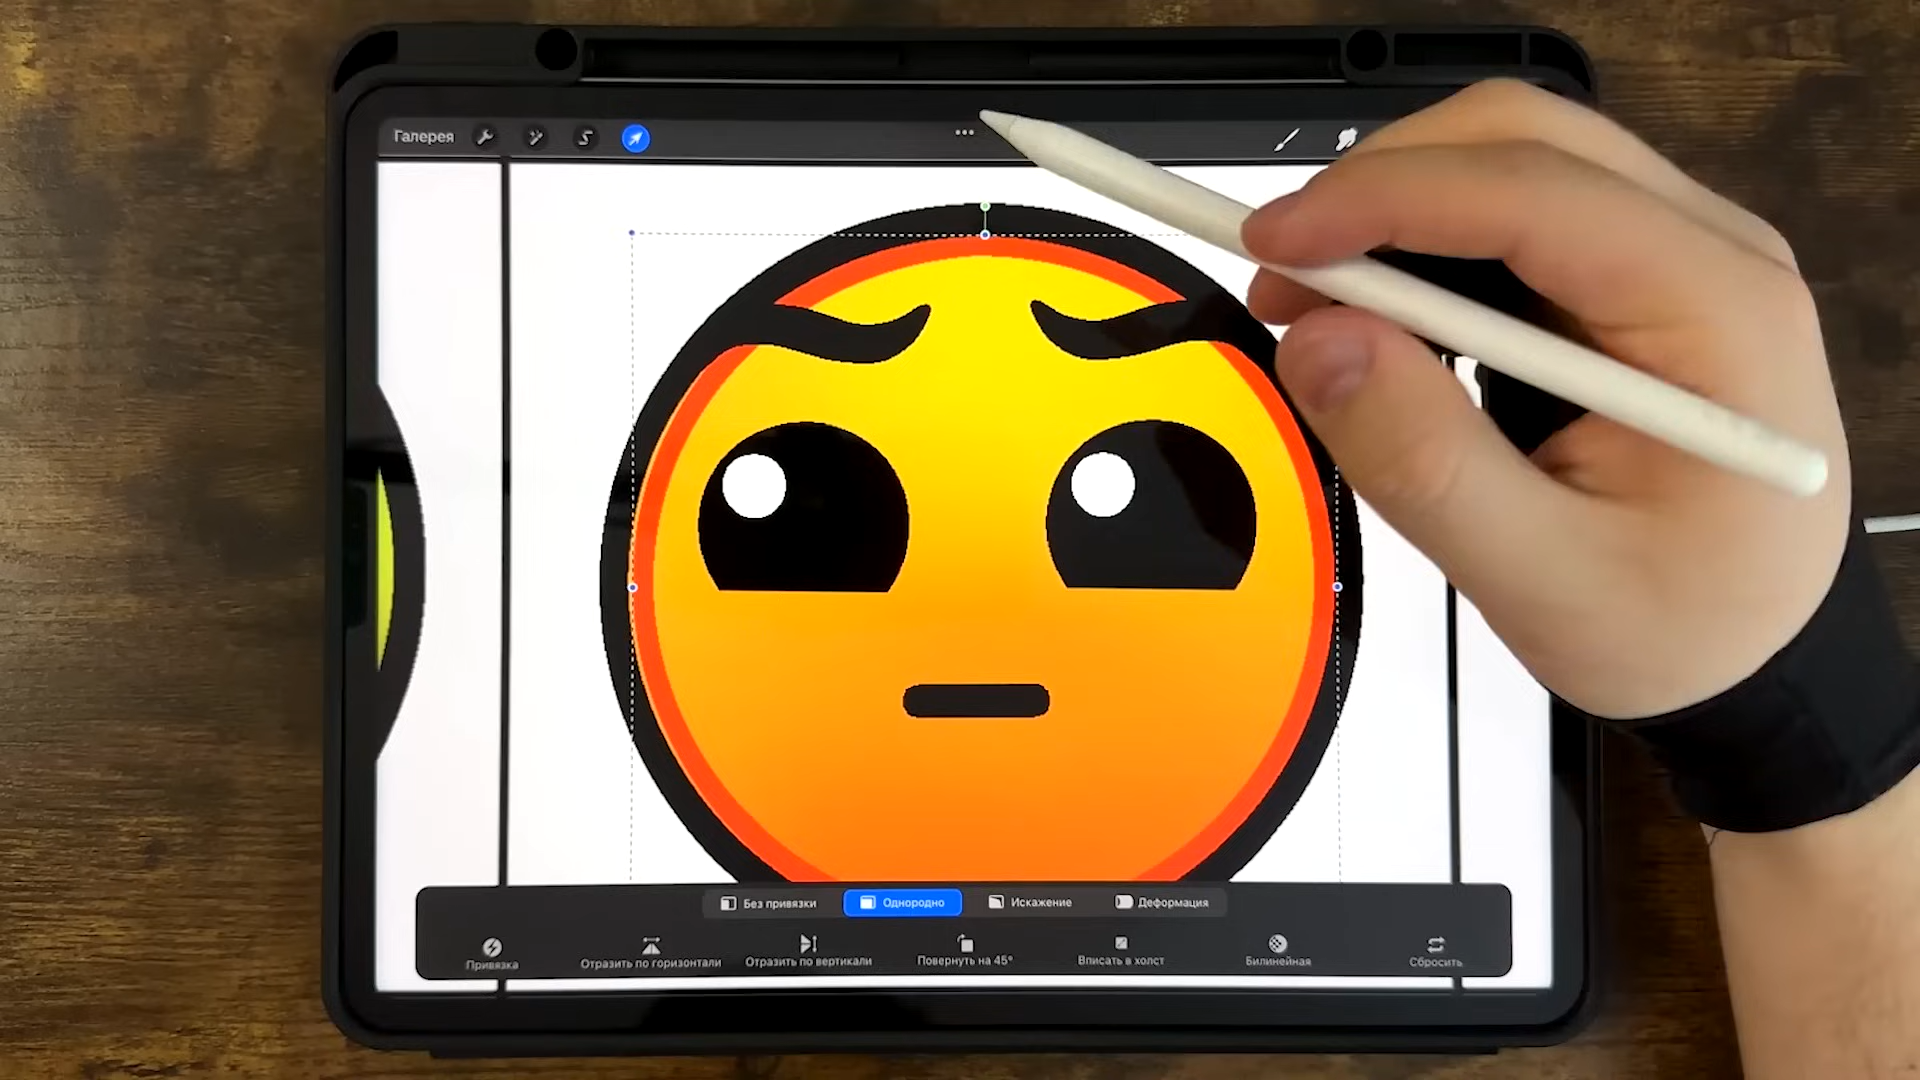 Галерея
Без привязки
Однородно
Искажение
Деформация
Привязка
Отразить по горизонтали
Отразить по вертикали
Повернуть на 45°
Вписать в холст
Билинейная
Сбросить